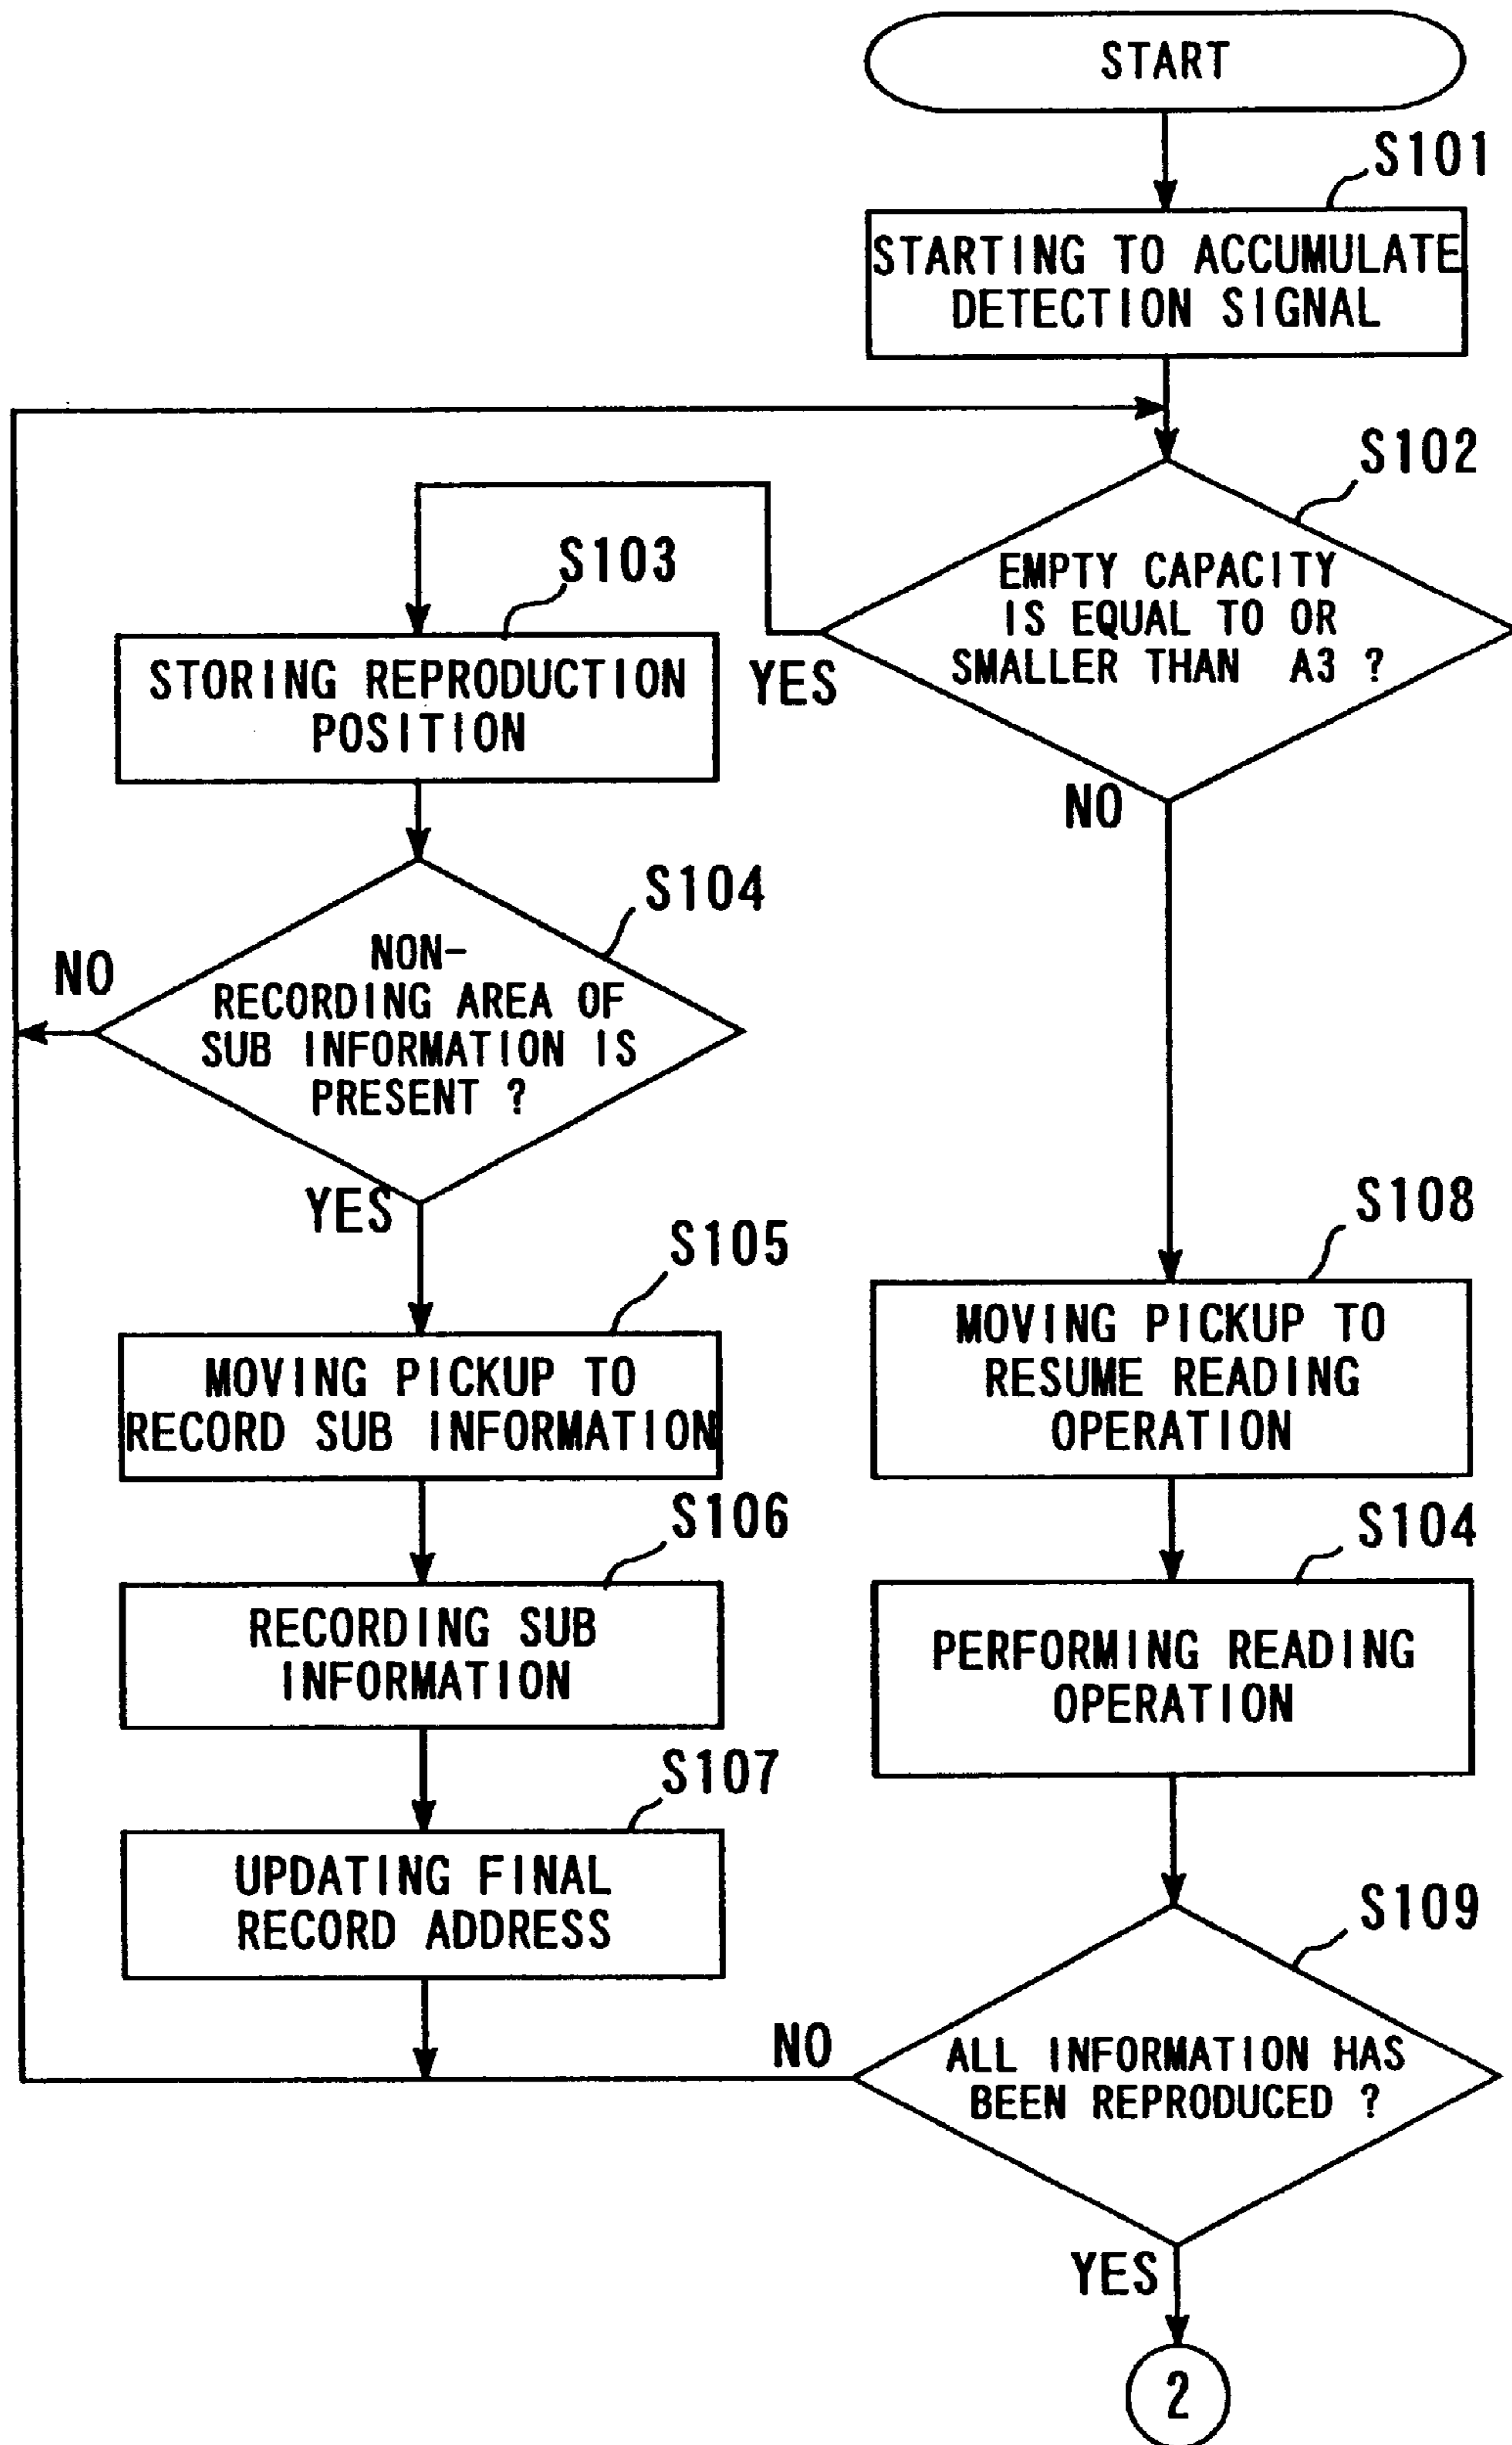 START
S101
STARTING TO ACCUMULATE
DETECTION SIGNAL
S102
EMPTY CAPACITY
IS EQUAL TO OR
SMALLER THAN A3 ?
YES
NO
S103
STORING REPRODUCTION
POSITION
S104
NON-
RECORDING AREA OF
SUB INFORMATION IS
PRESENT ?
NO
YES
S105
MOVING PICKUP TO
RECORD SUB INFORMATION
S106
RECORDING SUB
INFORMATION
S107
UPDATING FINAL
RECORD ADDRESS
S108
MOVING PICKUP TO
RESUME READING
OPERATION
S104
PERFORMING READING
OPERATION
S109
ALL INFORMATION HAS
BEEN REPRODUCED ?
NO
YES
2